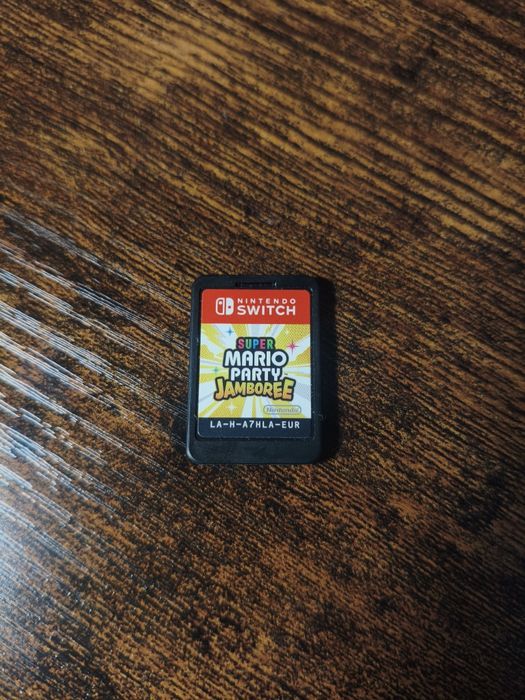 NINTENDO
SWITCH
SUPER
MARIO
PARTY
JAMBOREE
Nintendo
LA-H-A7HLA-EUR